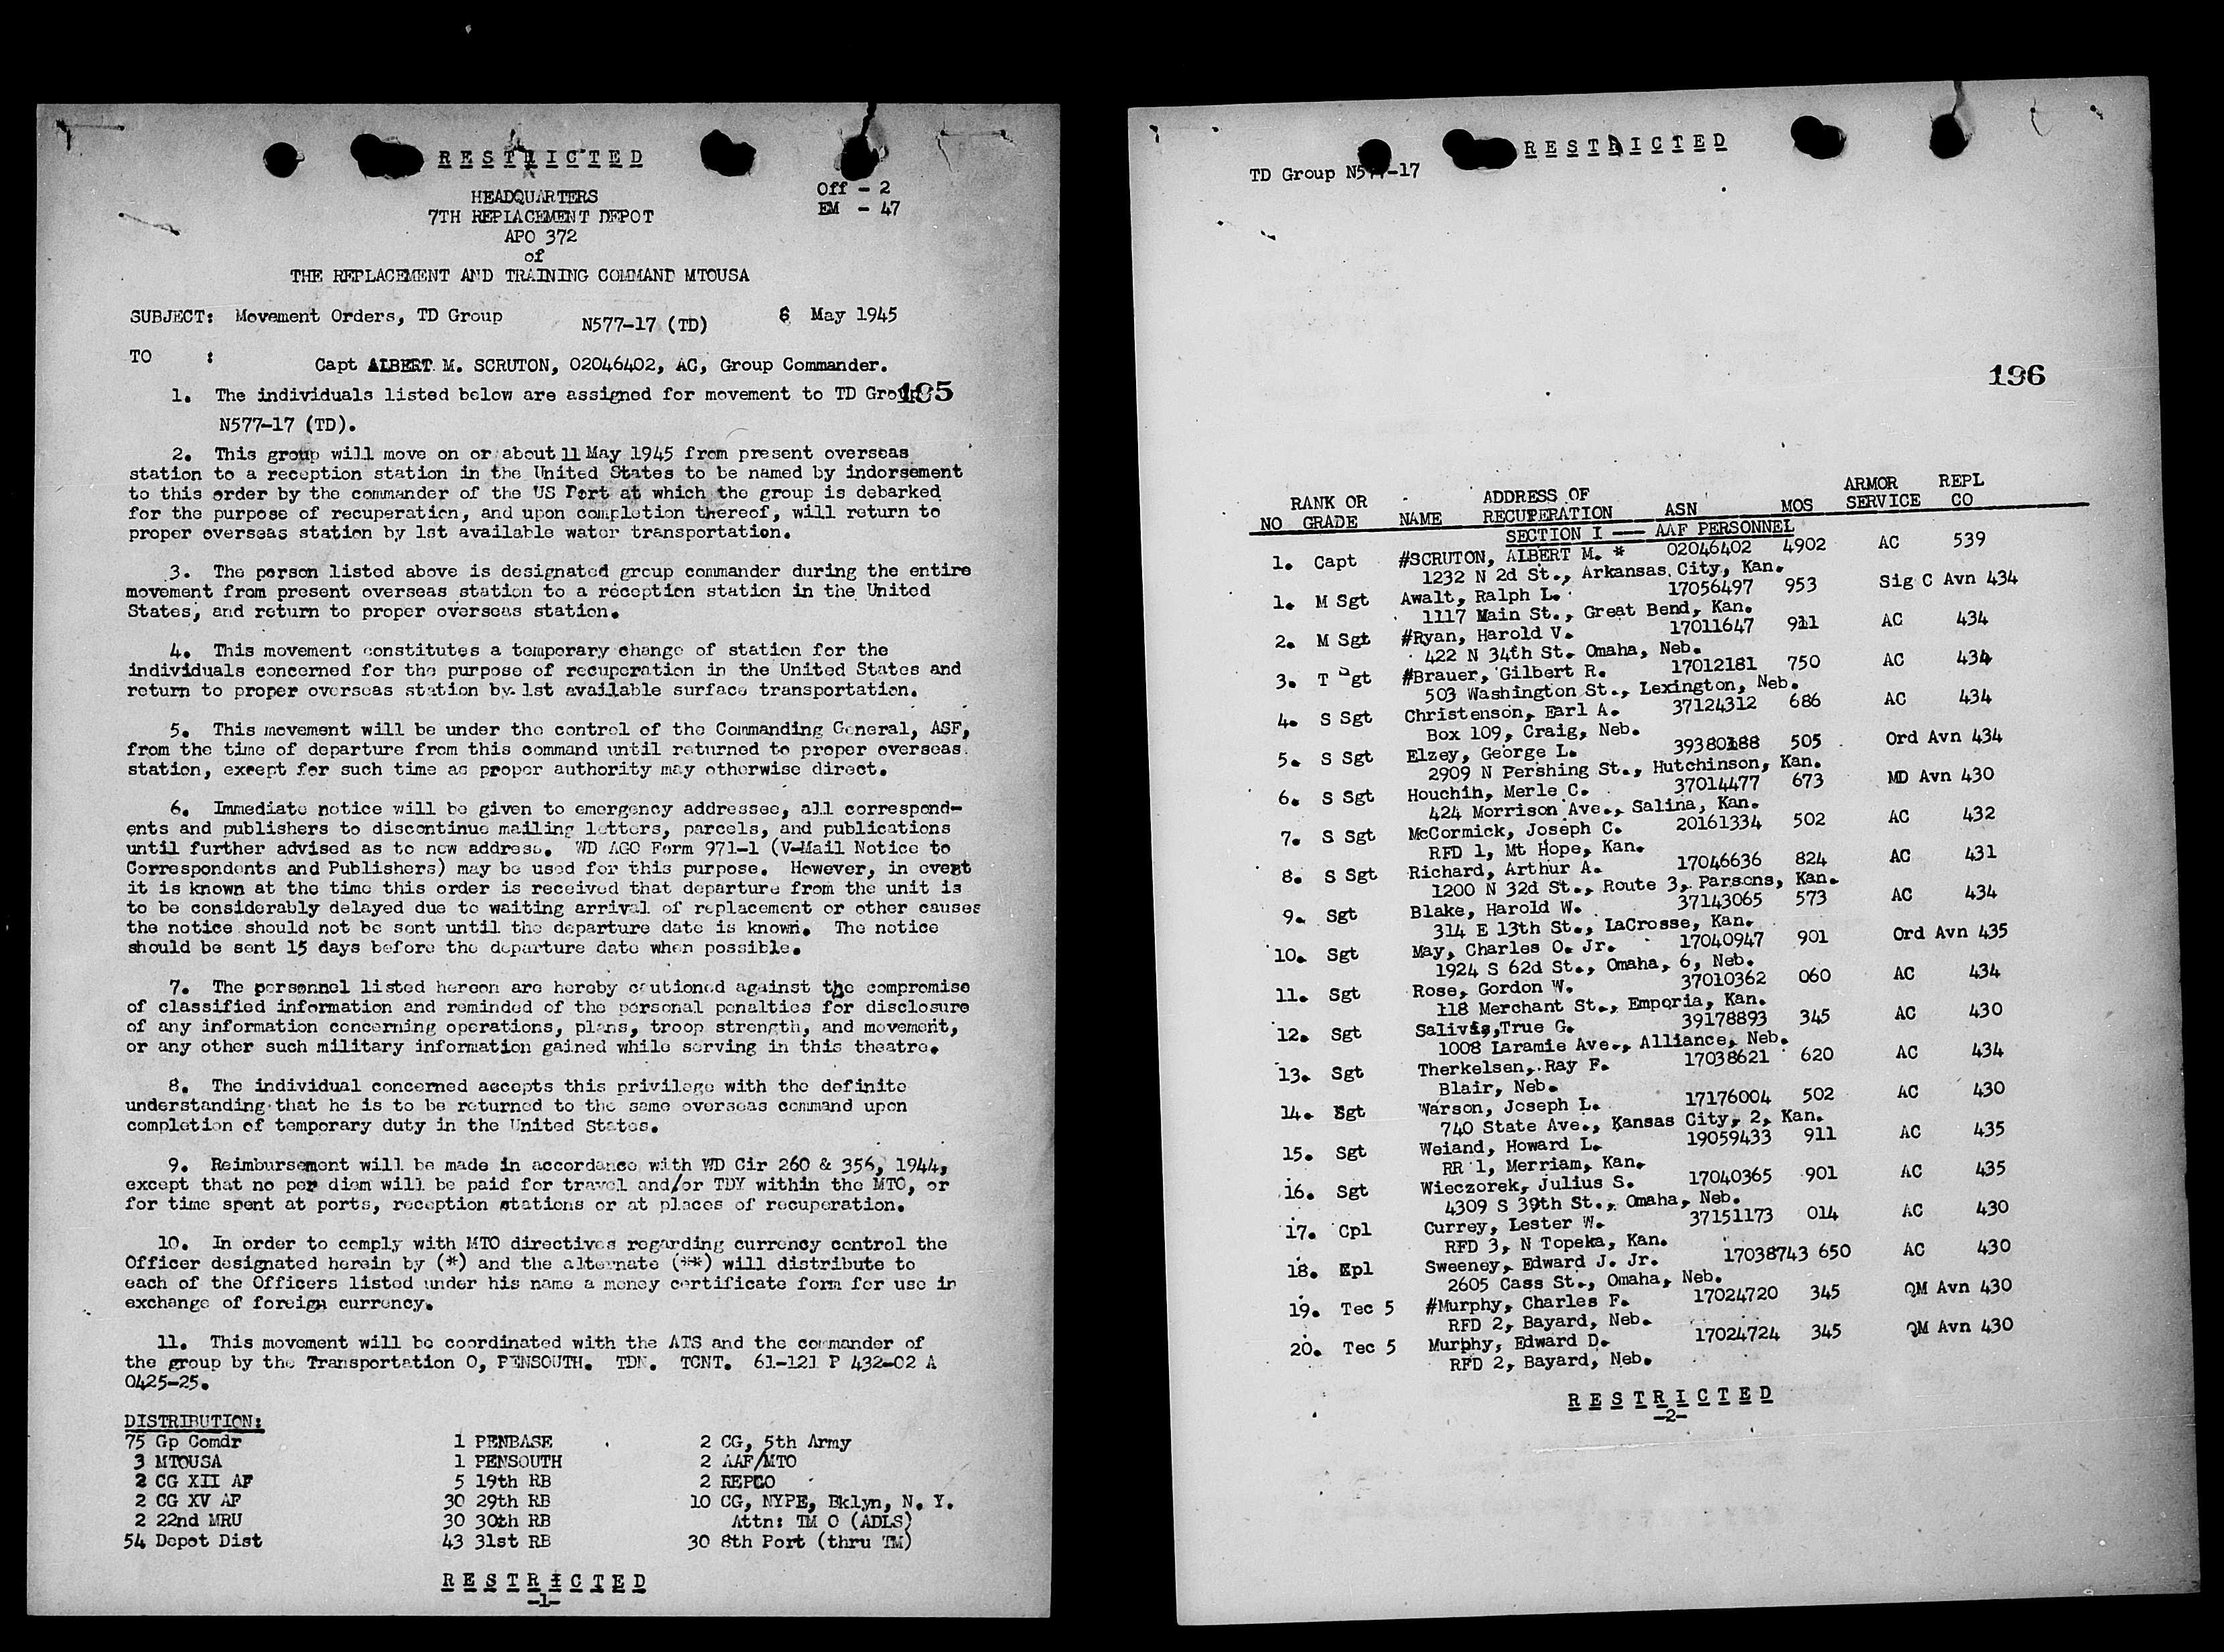 RESTRICTED
HEADQUARTERS
7TH REPLACEMENT DEPOT
APO 372
of
THE REPLACEMENT AND TRAINING COMMAND MTOUSA
Off - 2
EM - 47
SUBJECT: Movement Orders, TD Group N577-17 (TD) 8 May 1945
TO : Capt ALBERT M. SCRUTON, 02046402, AC, Group Commander.
1. The individuals listed below are assigned for movement to TD Group
195
N577-17 (TD).
2. This group will move on or about 11 May 1945 from present overseas
station to a reception station in the United States to be named by indorsement
to this order by the commander of the US Port at which the group is debarked
for the purpose of recuperation, and upon completion thereof, will return to
proper overseas station by 1st available water transportation.
3. The person listed above is designated group commander during the entire
movement from present overseas station to a reception station in the United
States, and return to proper overseas station.
4. This movement constitutes a temporary change of station for the
individuals concerned for the purpose of recuperation in the United States and
return to proper overseas station by 1st available surface transportation.
5. This movement will be under the control of the Commanding General, ASF,
from the time of departure from this command until returned to proper overseas
station, except for such time as proper authority may otherwise direct.
6. Immediate notice will be given to emergency addressee, all correspond-
ents and publishers to discontinue mailing letters, parcels, and publications
until further advised as to new address. WD AGO Form 971-1 (V-Mail Notice to
Correspondents and Publishers) may be used for this purpose. However, in event
it is known at the time this order is received that departure from the unit is
to be considerably delayed due to waiting arrival of replacement or other causes
the notice should not be sent until the departure date is known. The notice
should be sent 15 days before the departure date when possible.
7. The personnel listed hereon are hereby cautioned against the compromise
of classified information and reminded of the personal penalties for disclosure
of any information concerning operations, plans, troop strength, and movement,
or any other such military information gained while serving in this theatre.
8. The individual concerned accepts this privilege with the definite
understanding that he is to be returned to the same overseas command upon
completion of temporary duty in the United States.
9. Reimbursement will be made in accordance with WD Cir 260 & 356, 1944,
except that no per diem will be paid for travel and/or TDY within the MTO, or
for time spent at ports, reception stations or at places of recuperation.
10. In order to comply with MTO directives regarding currency control the
Officer designated herein by (*) and the alternate (**) will distribute to
each of the Officers listed under his name a money certificate form for use in
exchange of foreign currency.
11. This movement will be coordinated with the ATS and the commander of
the group by the Transportation O, PENSOUTH. TDN. TCNT. 61-121 P 432-02 A
0425-25.
DISTRIBUTION:
75 Gp Comdr 1 PENBASE 2 CG, 5th Army
3 MTOUSA 1 PENSOUTH 2 AAF/MTO
2 CG XII AF 5 19th RB 2 REPCO
2 CG XV AF 30 29th RB 10 CG, NYPE, Bklyn, N. Y.
2 22nd MRU 30 30th RB Attn: TM O (ADLS)
54 Depot Dist 43 31st RB 30 8th Port (thru TM)
RESTRICTED
-1-
RESTRICTED
TD Group N577-17
196
NO RANK OR GRADE NAME ADDRESS OF RECUPERATION ASN MOS ARMOR SERVICE REPL CO
SECTION I --- AAF PERSONNEL
1. Capt #SCRUTON, ALBERT M. * 02046402 4902 AC 539
1232 N 2d St., Arkansas City, Kan.
1. M Sgt Awalt, Ralph L. 17056497 953 Sig C Avn 434
1117 Main St., Great Bend, Kan.
2. M Sgt #Ryan, Harold V. 17011647 911 AC 434
422 N 34th St. Omaha, Neb.
3. T Sgt #Brauer, Gilbert R. 17012181 750 AC 434
503 Washington St., Lexington, Neb.
4. S Sgt Christenson, Earl A. 37124312 686 AC 434
Box 109, Craig, Neb.
5. S Sgt Elzey, George L. 39380188 505 Ord Avn 434
2909 N Pershing St., Hutchinson, Kan.
6. S Sgt Houchin, Merle C. 37014477 673 MD Avn 430
424 Morrison Ave., Salina, Kan.
7. S Sgt McCormick, Joseph C. 20161334 502 AC 432
RFD 1, Mt Hope, Kan.
8. S Sgt Richard, Arthur A. 17046636 824 AC 431
1200 N 32d St., Route 3, Parsons, Kan.
9. Sgt Blake, Harold W. 37143065 573 AC 434
314 E 13th St., LaCrosse, Kan.
10. Sgt May, Charles O. Jr. 17040947 901 Ord Avn 435
1924 S 62d St., Omaha, 6, Neb.
11. Sgt Rose, Gordon W. 37010362 060 AC 434
118 Merchant St., Emporia, Kan.
12. Sgt Salivis, True G. 39178893 345 AC 430
1008 Laramie Ave., Alliance, Neb.
13. Sgt Therkelsen, Ray F. 17038621 620 AC 434
Blair, Neb.
14. Sgt Warson, Joseph L. 17176004 502 AC 430
740 State Ave., Kansas City, 2, Kan.
15. Sgt Weiand, Howard L. 19059433 911 AC 435
RR 1, Merriam, Kan.
16. Sgt Wieczorek, Julius S. 17040365 901 AC 435
4309 S 39th St., Omaha, Neb.
17. Cpl Currey, Lester W. 37151173 014 AC 430
RFD 3, N Topeka, Kan.
18. Cpl Sweeney, Edward J. Jr. 17038743 650 AC 430
2605 Cass St., Omaha, Neb.
19. Tec 5 #Murphy, Charles F. 17024720 345 QM Avn 430
RFD 2, Bayard, Neb.
20. Tec 5 Murphy, Edward D. 17024724 345 QM Avn 430
RFD 2, Bayard, Neb.
RESTRICTED
-2-